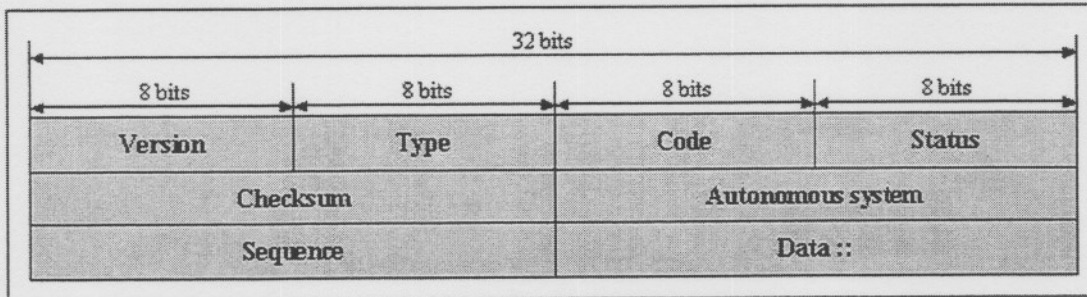 32 bits
8 bits 8 bits 8 bits 8 bits
Version Type Code Status
Checksum Autonomous system
Sequence Data ::